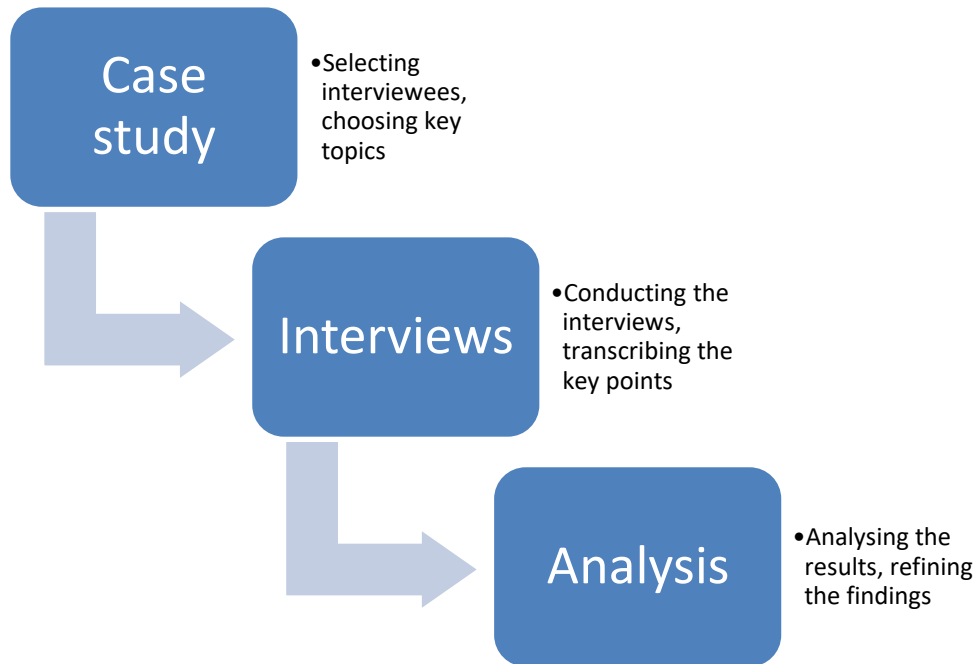 Case
study
•Selecting
interviewees,
choosing key
topics
Interviews
•Conducting the
interviews,
transcribing the
key points
Analysis
•Analysing the
results, refining
the findings